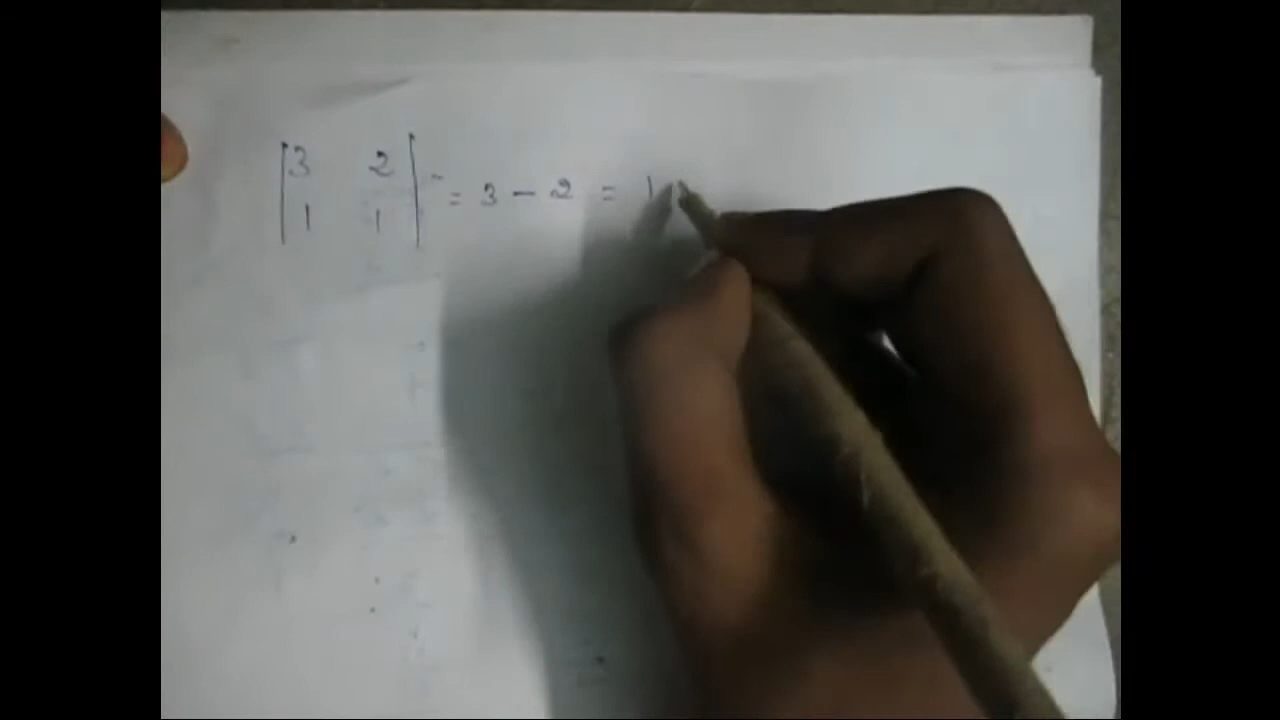 |3 2|
|1 1| = 3 - 2 = 1